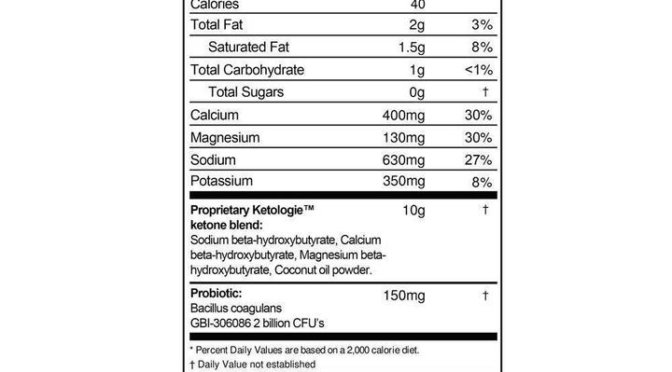 Calories 40
Total Fat 2g 3%
Saturated Fat 1.5g 8%
Total Carbohydrate 1g <1%
Total Sugars 0g †
Calcium 400mg 30%
Magnesium 130mg 30%
Sodium 630mg 27%
Potassium 350mg 8%
Proprietary Ketologie™ 10g †
ketone blend:
Sodium beta-hydroxybutyrate, Calcium
beta-hydroxybutyrate, Magnesium beta-
hydroxybutyrate, Coconut oil powder.
Probiotic: 150mg †
Bacillus coagulans
GBI-306086 2 billion CFU's
* Percent Daily Values are based on a 2,000 calorie diet.
† Daily Value not established